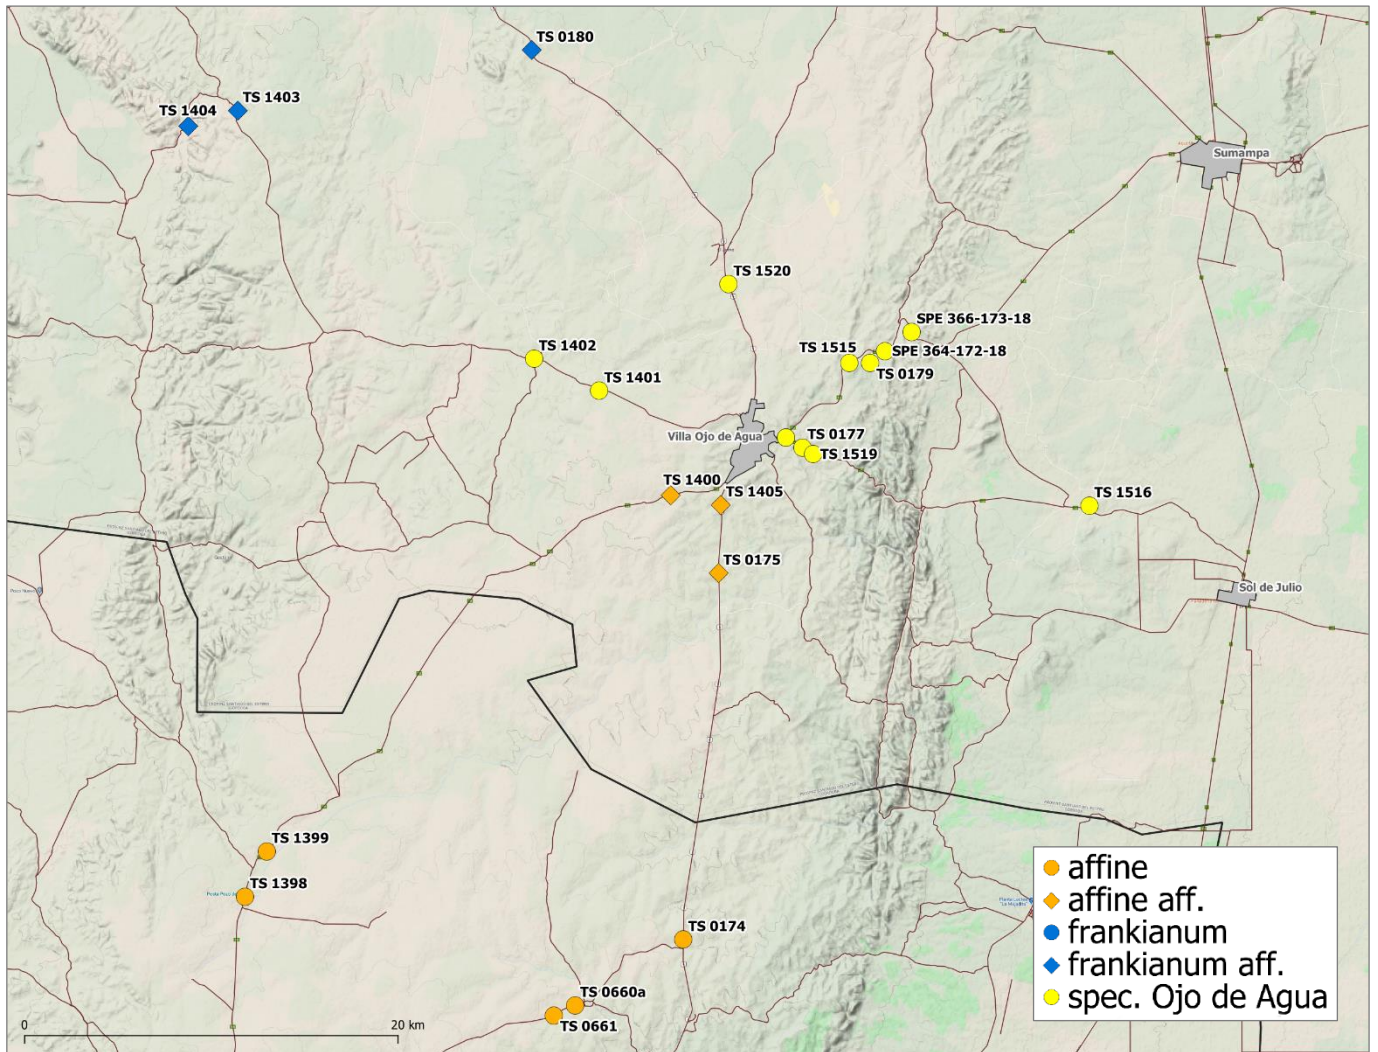 TS 0180
TS 1403
TS 1404
Sumampa
TS 1520
SPE 366-173-18
TS 1402
TS 1515
SPE 364-172-18
TS 0179
TS 1401
Villa Ojo de Agua
TS 0177
TS 1519
TS 1400
TS 1405
TS 1516
TS 0175
Sol de Julio
TS 1399
TS 1398
TS 0174
TS 0660a
TS 0661
affine
affine aff.
frankianum
frankianum aff.
spec. Ojo de Agua
0
20 km